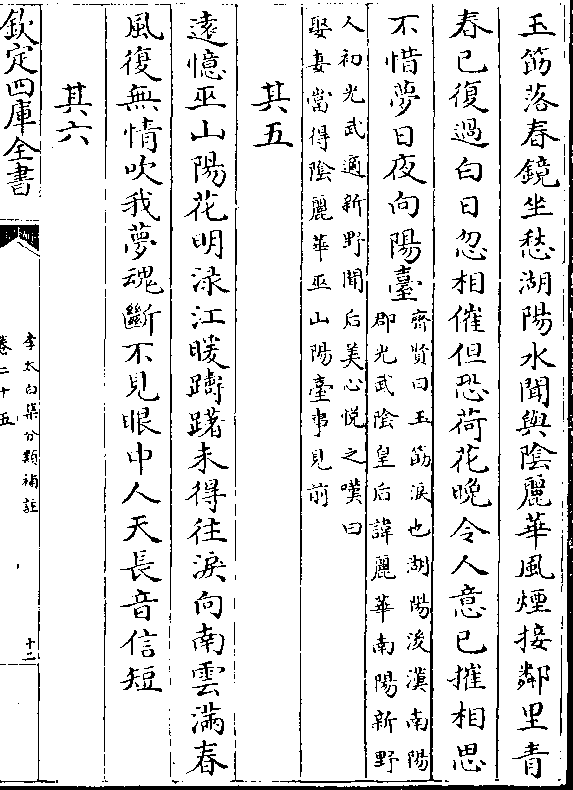 玉筯落春鏡坐愁湖陽水聞與陰麗華風煙接鄰里青
春已復過白日忽相催但恐荷花晚令人意已摧相思
不惜夢日夜向陽臺
齊賢曰玉筯淚也湖陽後漢南陽
郡光武陰皇后諱麗華南陽新野
人初光武適新野聞后美心悦之嘆曰
娶妻當得陰麗華巫山陽臺事見前
其五
遠憶巫山陽花明淥江暖躊躇未得往淚向南雲滿春
風復無情吹我夢魂斷不見眼中人天長音信短
其六
欽定四庫全書
李太白集分類補註
卷二十五
十二